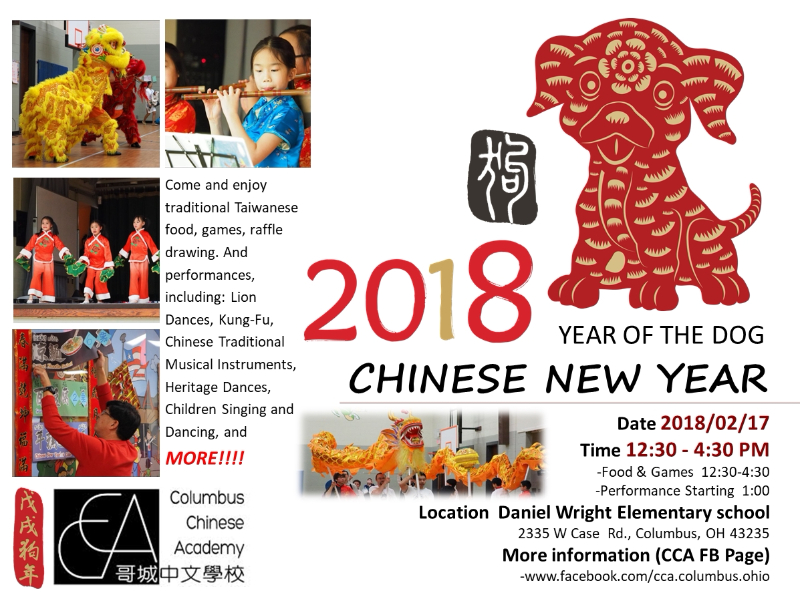 Come and enjoy
traditional Taiwanese
food, games, raffle
drawing. And
performances,
including: Lion
Dances, Kung-Fu,
Chinese Traditional
Musical Instruments,
Heritage Dances,
Children Singing and
Dancing, and
MORE!!!!
狗
2018
YEAR OF THE DOG
CHINESE NEW YEAR
Date 2018/02/17
Time 12:30 - 4:30 PM
-Food & Games 12:30-4:30
-Performance Starting 1:00
Location Daniel Wright Elementary school
2335 W Case Rd., Columbus, OH 43235
More information (CCA FB Page)
-www.facebook.com/cca.columbus.ohio
戊戌狗年
CCA
Columbus
Chinese
Academy
哥城中文學校